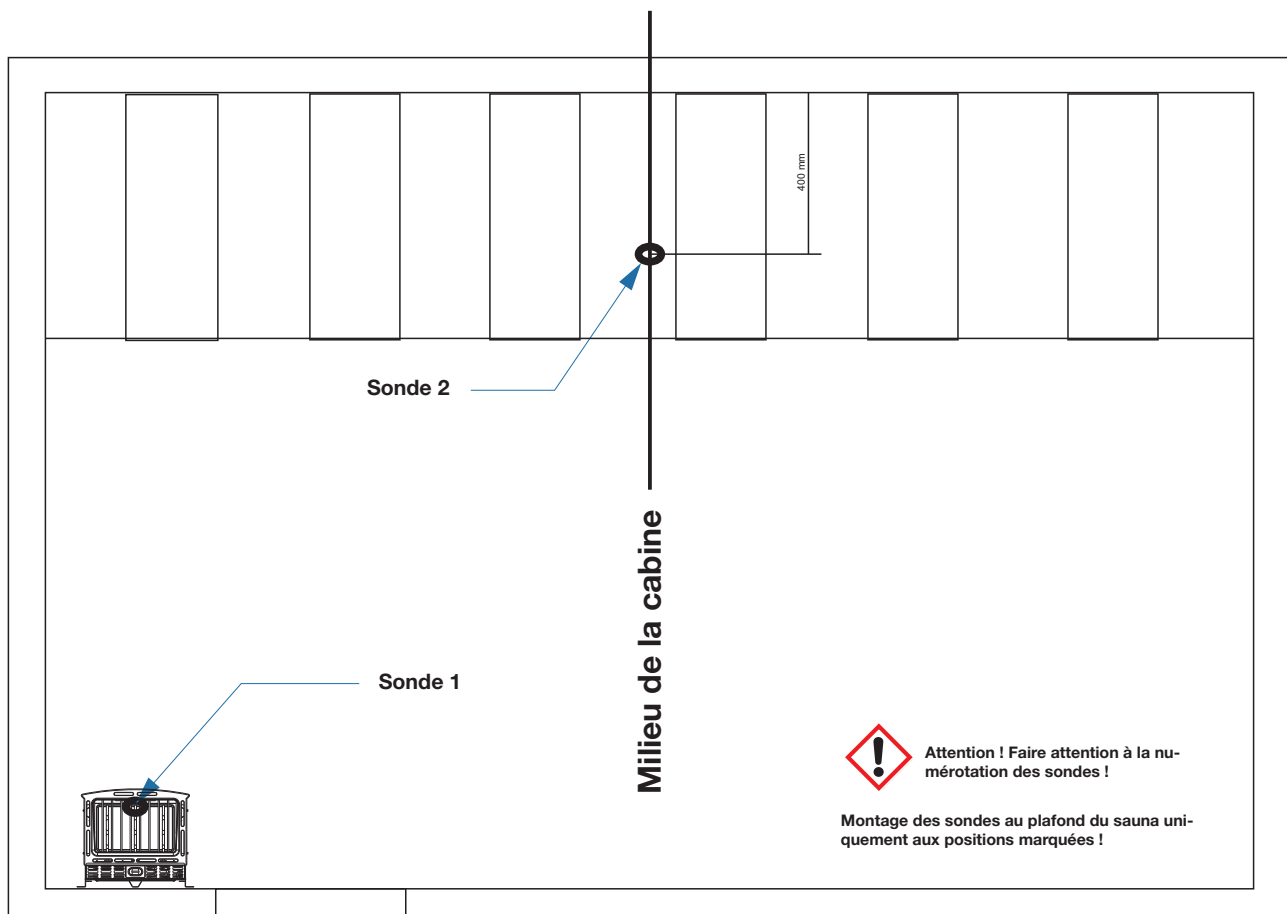 400 mm
Sonde 2
Milieu de la cabine
Sonde 1
Attention ! Faire attention à la nu-
mérotation des sondes !
Montage des sondes au plafond du sauna uni-
quement aux positions marquées !